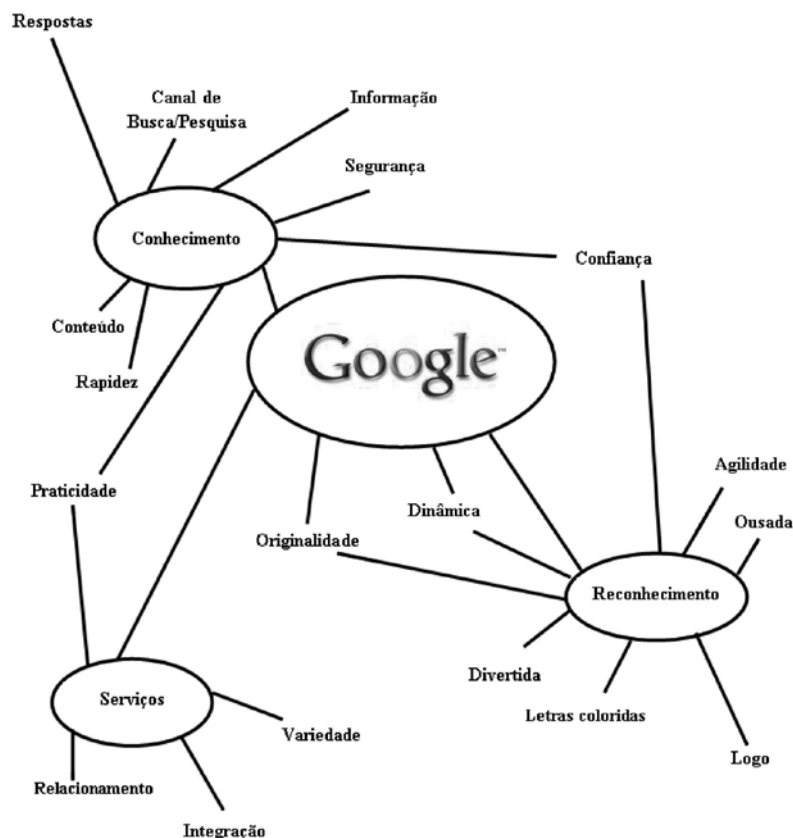 Respostas
Canal de
Busca/Pesquisa
Informação
Segurança
Conhecimento
Confiança
Conteúdo
Google™
Rapidez
Agilidade
Praticidade
Dinâmica
Ousada
Originalidade
Reconhecimento
Divertida
Serviços
Letras coloridas
Variedade
Logo
Relacionamento
Integração